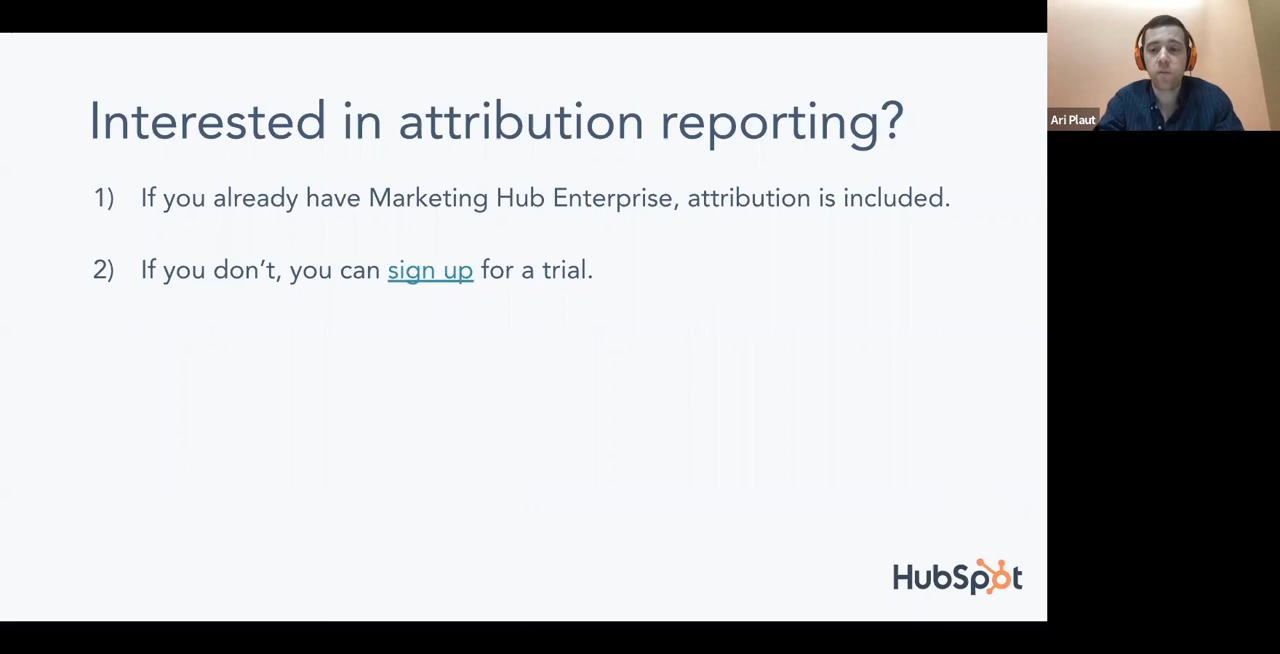 Interested in attribution reporting?
1) If you already have Marketing Hub Enterprise, attribution is included.
2) If you don’t, you can sign up for a trial.
HubSpot
Ari Plaut